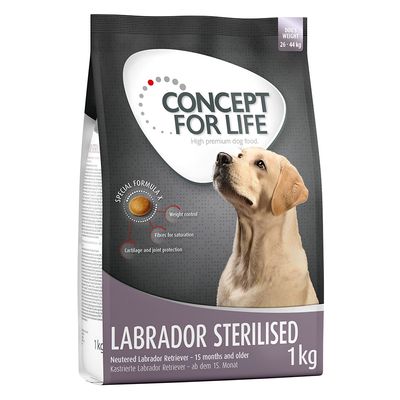 DOG'S
WEIGHT
26 - 44 kg
CONCEPT
FOR LIFE
High premium dog food.
SPECIAL FORMULA X
Weight control
Fibres for saturation
Cartilage and joint protection
LABRADOR STERILISED
Neutered Labrador Retriever – 15 months and older
Kastrierte Labrador Retriever – ab dem 15. Monat
1kg
1kg